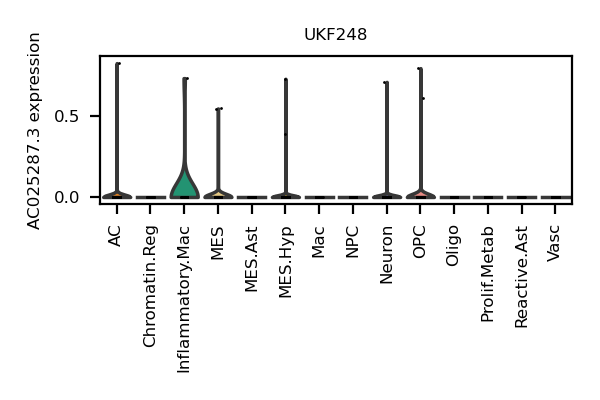 UKF248
AC025287.3 expression
0.5
0.0
AC
Chromatin.Reg
Inflammatory.Mac
MES
MES.Ast
MES.Hyp
Mac
NPC
Neuron
OPC
Oligo
Prolif.Metab
Reactive.Ast
Vasc